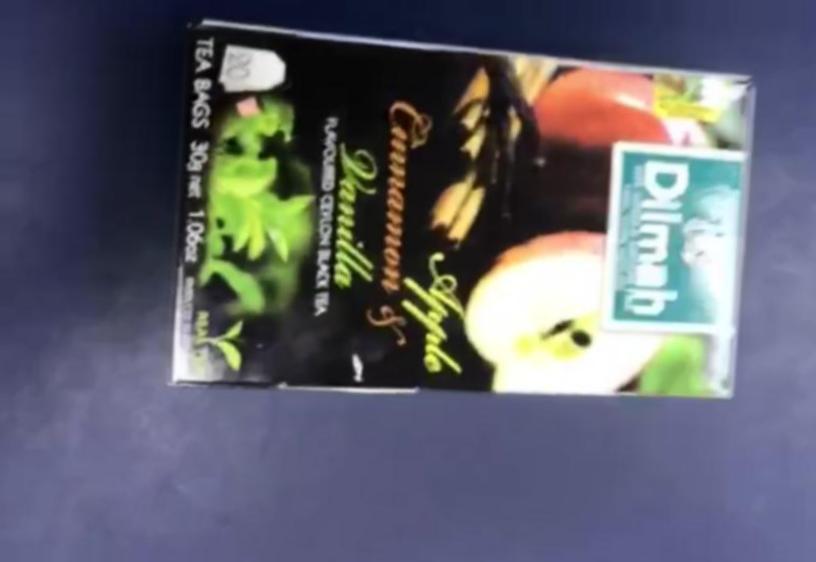 Dilmah
Apple
Cinnamon &
Vanilla
FLAVOURED CEYLON BLACK TEA
20
TEA BAGS 30g net 1.06oz